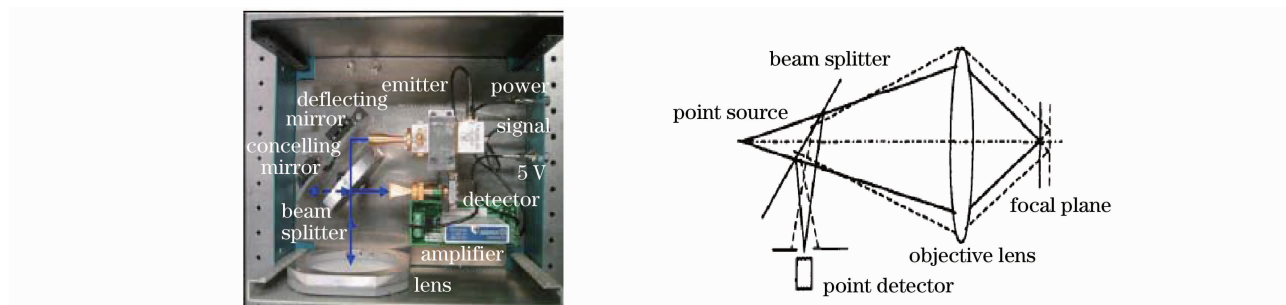 emitter
power
deflecting
mirror
signal
concelling
mirror
5 V
detector
beam
splitter
amplifier
lens
beam splitter
point source
focal plane
objective lens
point detector